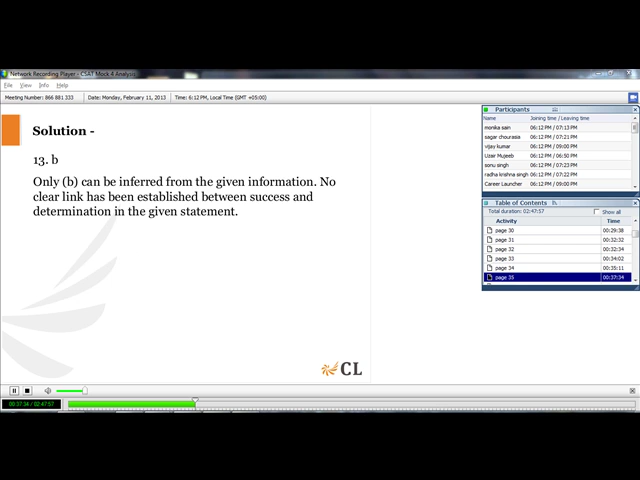 Network Recording Player - CSAT Mock 4 Analysis
File View Info Help
Meeting Number: 866 881 333 Date: Monday, February 11, 2013 Time: 6:12 PM, Local Time (GMT +05:00)
Solution -
13. b
Only (b) can be inferred from the given information. No
clear link has been established between success and
determination in the given statement.
CL
Participants
Name Joining time / Leaving time
monika sain 06:12 PM / 07:13 PM
sagar chourasia 06:12 PM / 07:21 PM
vijay kumar 06:12 PM / 09:00 PM
Uzair Mujeeb 06:12 PM / 06:50 PM
sonu singh 06:12 PM / 07:23 PM
radha krishna singh 06:12 PM / 07:22 PM
Career Launcher 06:12 PM / 09:00 PM
Table of Contents
Total duration: 02:47:57 Show all
Activity Time
page 30 00:29:38
page 31 00:32:32
page 32 00:32:34
page 33 00:34:02
page 34 00:35:11
page 35 00:37:34
00:37:34 / 02:47:57